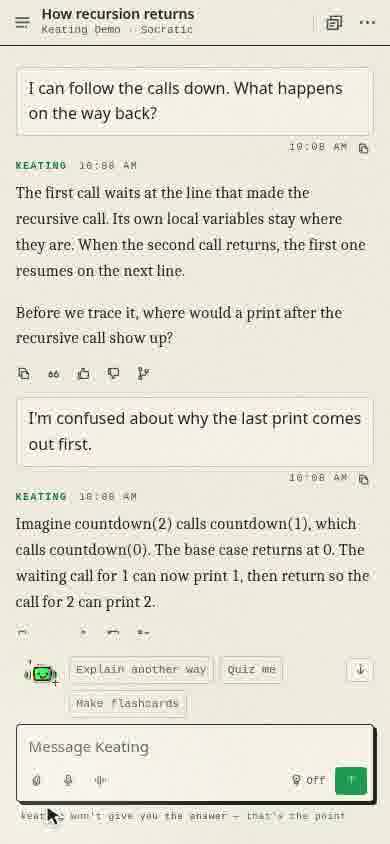 How recursion returns
Keating Demo · Socratic
I can follow the calls down. What happens
on the way back?
10:08 AM
KEATING 10:08 AM
The first call waits at the line that made the
recursive call. Its own local variables stay where
they are. When the second call returns, the first one
resumes on the next line.
Before we trace it, where would a print after the
recursive call show up?
I'm confused about why the last print comes
out first.
10:08 AM
KEATING 10:08 AM
Imagine countdown(2) calls countdown(1), which
calls countdown(0). The base case returns at 0. The
waiting call for 1 can now print 1, then return so the
call for 2 can print 2.
Explain another way
Quiz me
Make flashcards
Message Keating
Off
won't give you the answer — that's the point